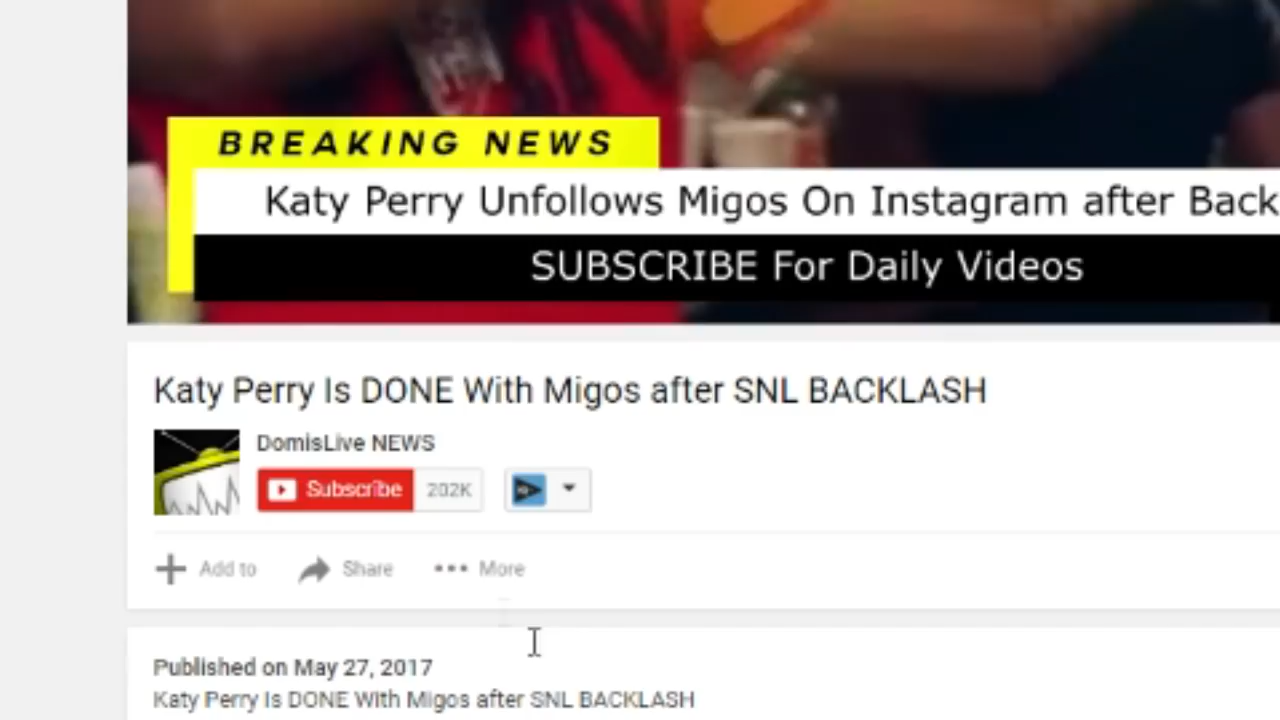 BREAKING NEWS
Katy Perry Unfollows Migos On Instagram after Back
SUBSCRIBE For Daily Videos
Katy Perry Is DONE With Migos after SNL BACKLASH
DomisLive NEWS
Subscribe 202K
Add to Share More
Published on May 27, 2017
Katy Perry Is DONE With Migos after SNL BACKLASH